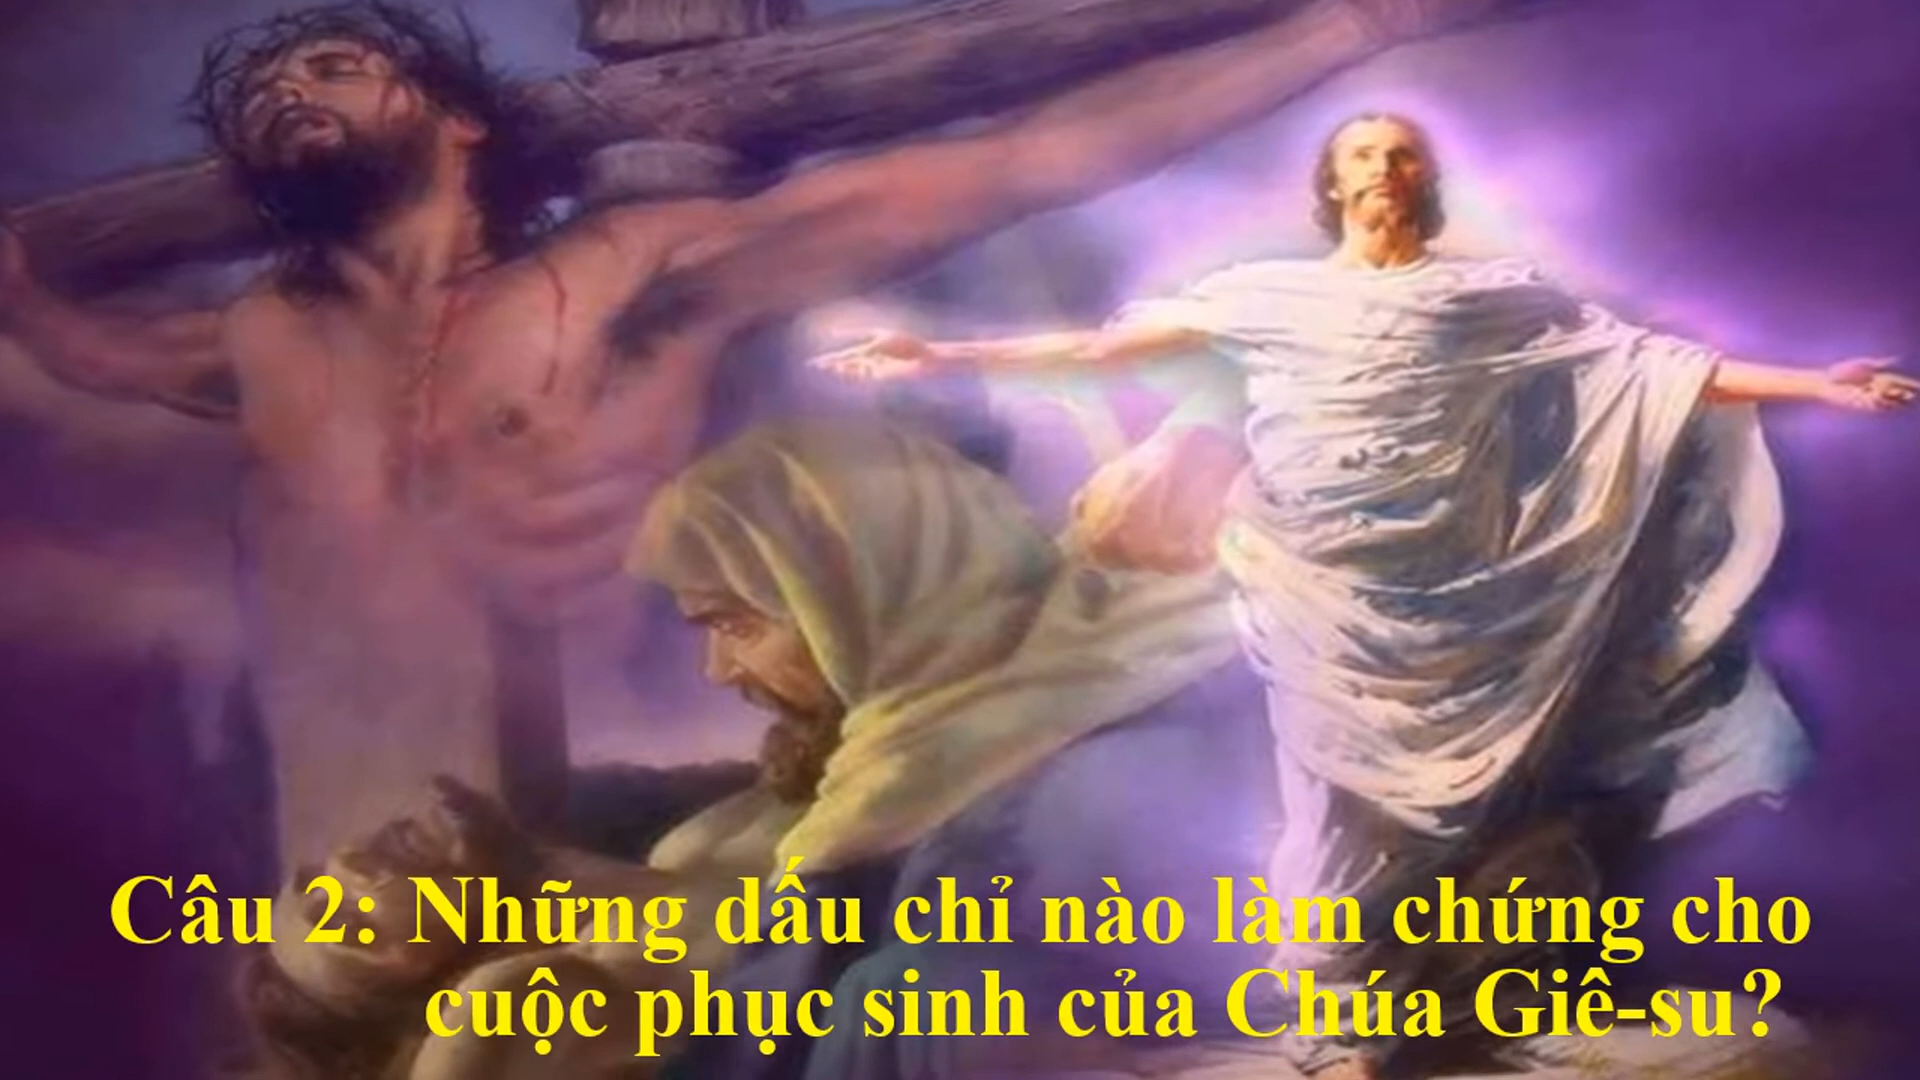 Câu 2: Những dấu chỉ nào làm chứng cho
cuộc phục sinh của Chúa Giê-su?